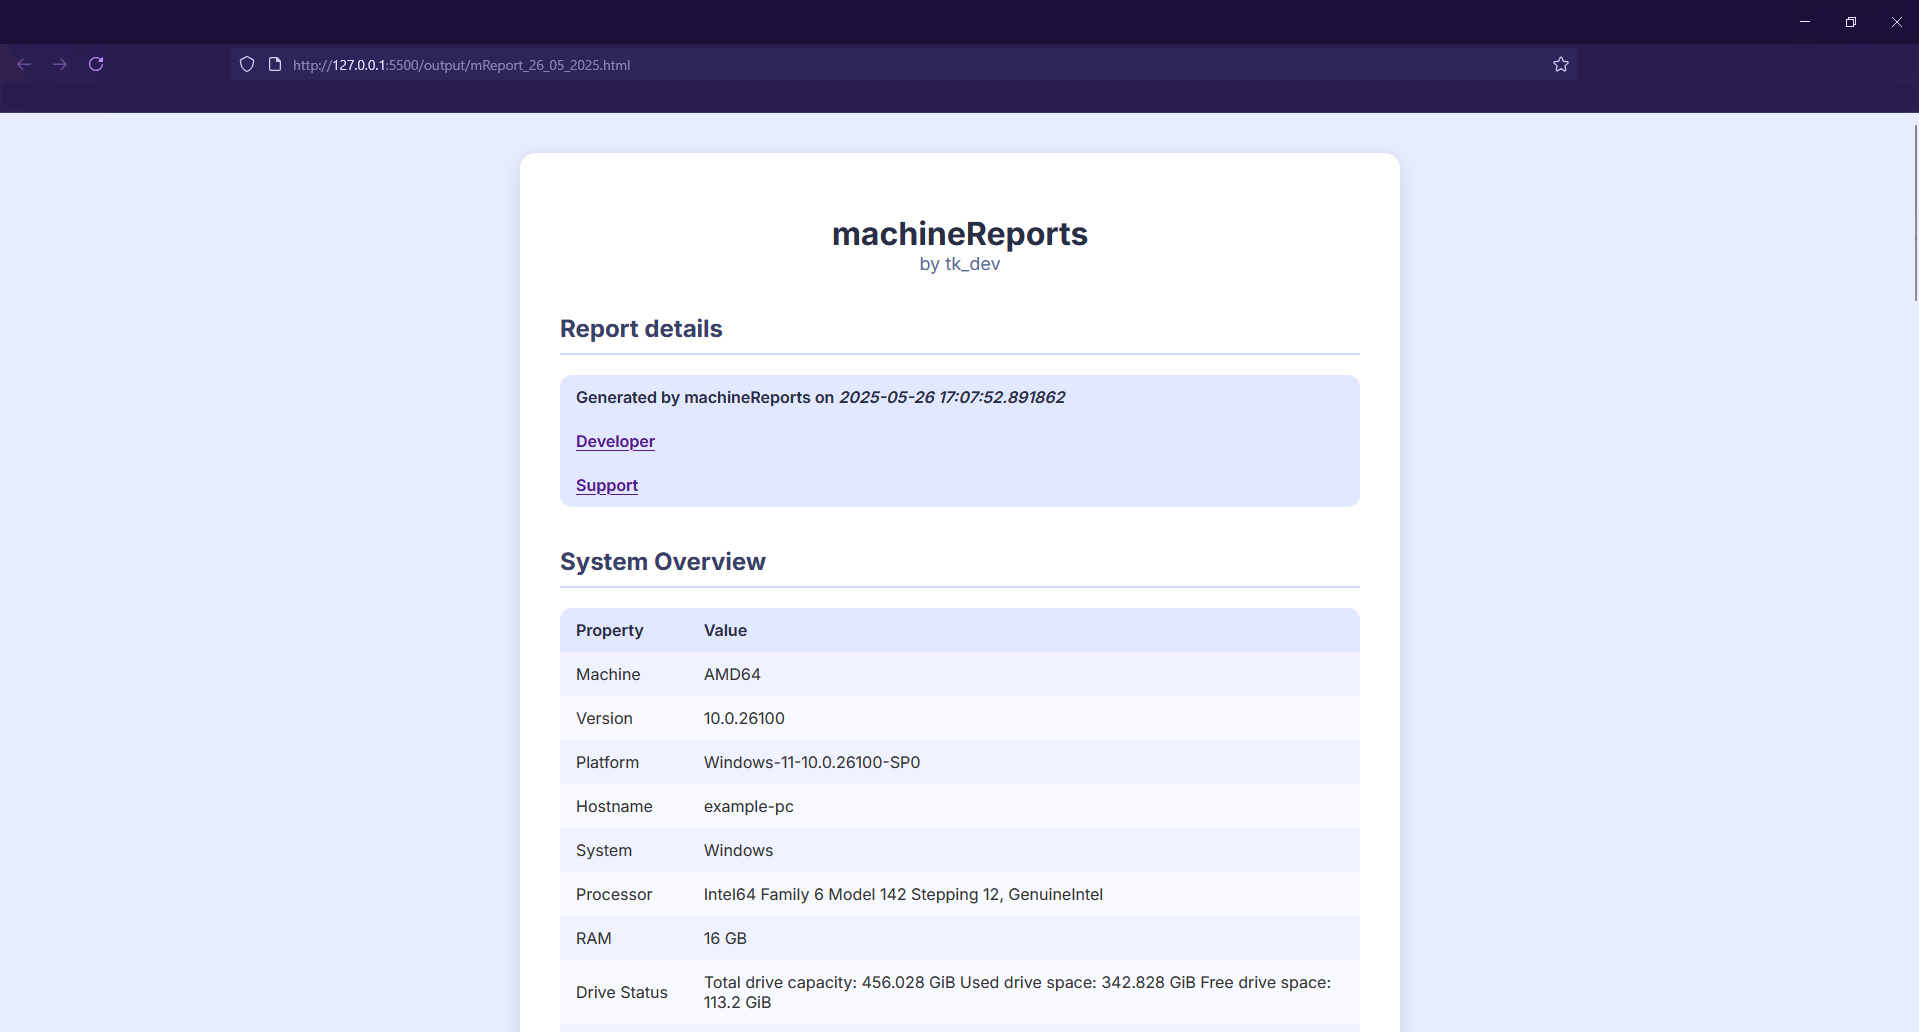 http://127.0.0.1:5500/output/mReport_26_05_2025.html
machineReports
by tk_dev
Report details
Generated by machineReports on 2025-05-26 17:07:52.891862
Developer
Support
System Overview
Property Value
Machine AMD64
Version 10.0.26100
Platform Windows-11-10.0.26100-SP0
Hostname example-pc
System Windows
Processor Intel64 Family 6 Model 142 Stepping 12, GenuineIntel
RAM 16 GB
Drive Status Total drive capacity: 456.028 GiB Used drive space: 342.828 GiB Free drive space:
113.2 GiB